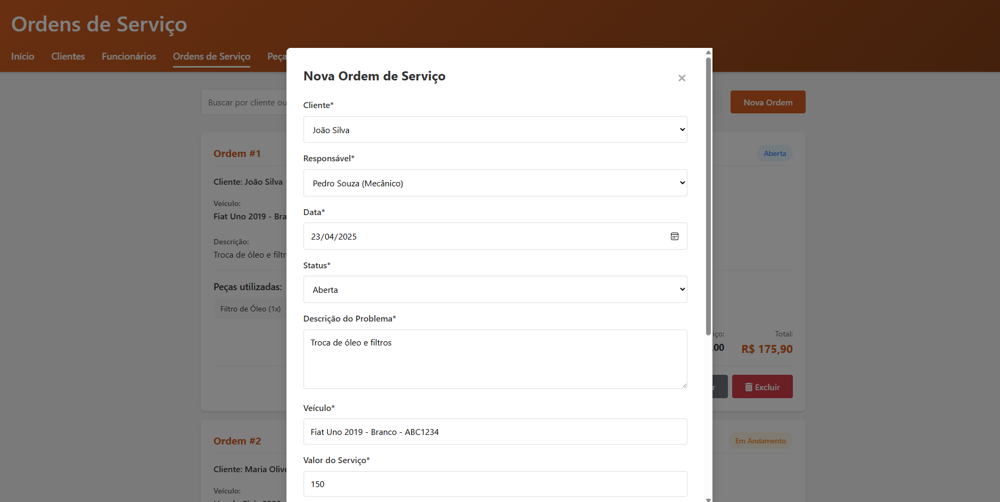 Ordens de Serviço
Início Clientes Funcionários Ordens de Serviço
Nova Ordem de Serviço
×
Buscar por cliente ou
Nova Ordem
Cliente*
João Silva
Responsável*
Pedro Souza (Mecânico)
Data*
23/04/2025
Status*
Aberta
Descrição do Problema*
Troca de óleo e filtros
Veículo*
Fiat Uno 2019 - Branco - ABC1234
Valor do Serviço*
150
Ordem #1
Aberta
Cliente: João Silva
Veículo:
Fiat Uno 2019 - Bra
Descrição:
Troca de óleo e filtr
Peças utilizadas:
Filtro de Óleo (1x)
iço: Total:
.00 R$ 175,90
r Excluir
Ordem #2
Em Andamento
Cliente: Maria Olive
Veículo: